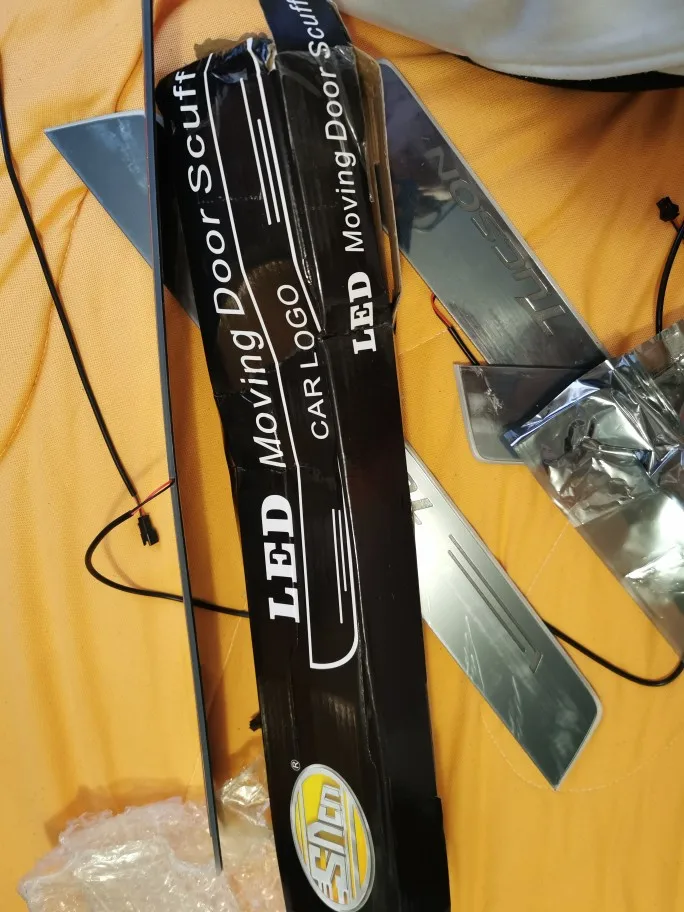 LED Moving Door Scuff
CAR LOGO
LED Moving Door Scuff
TUCSON
®